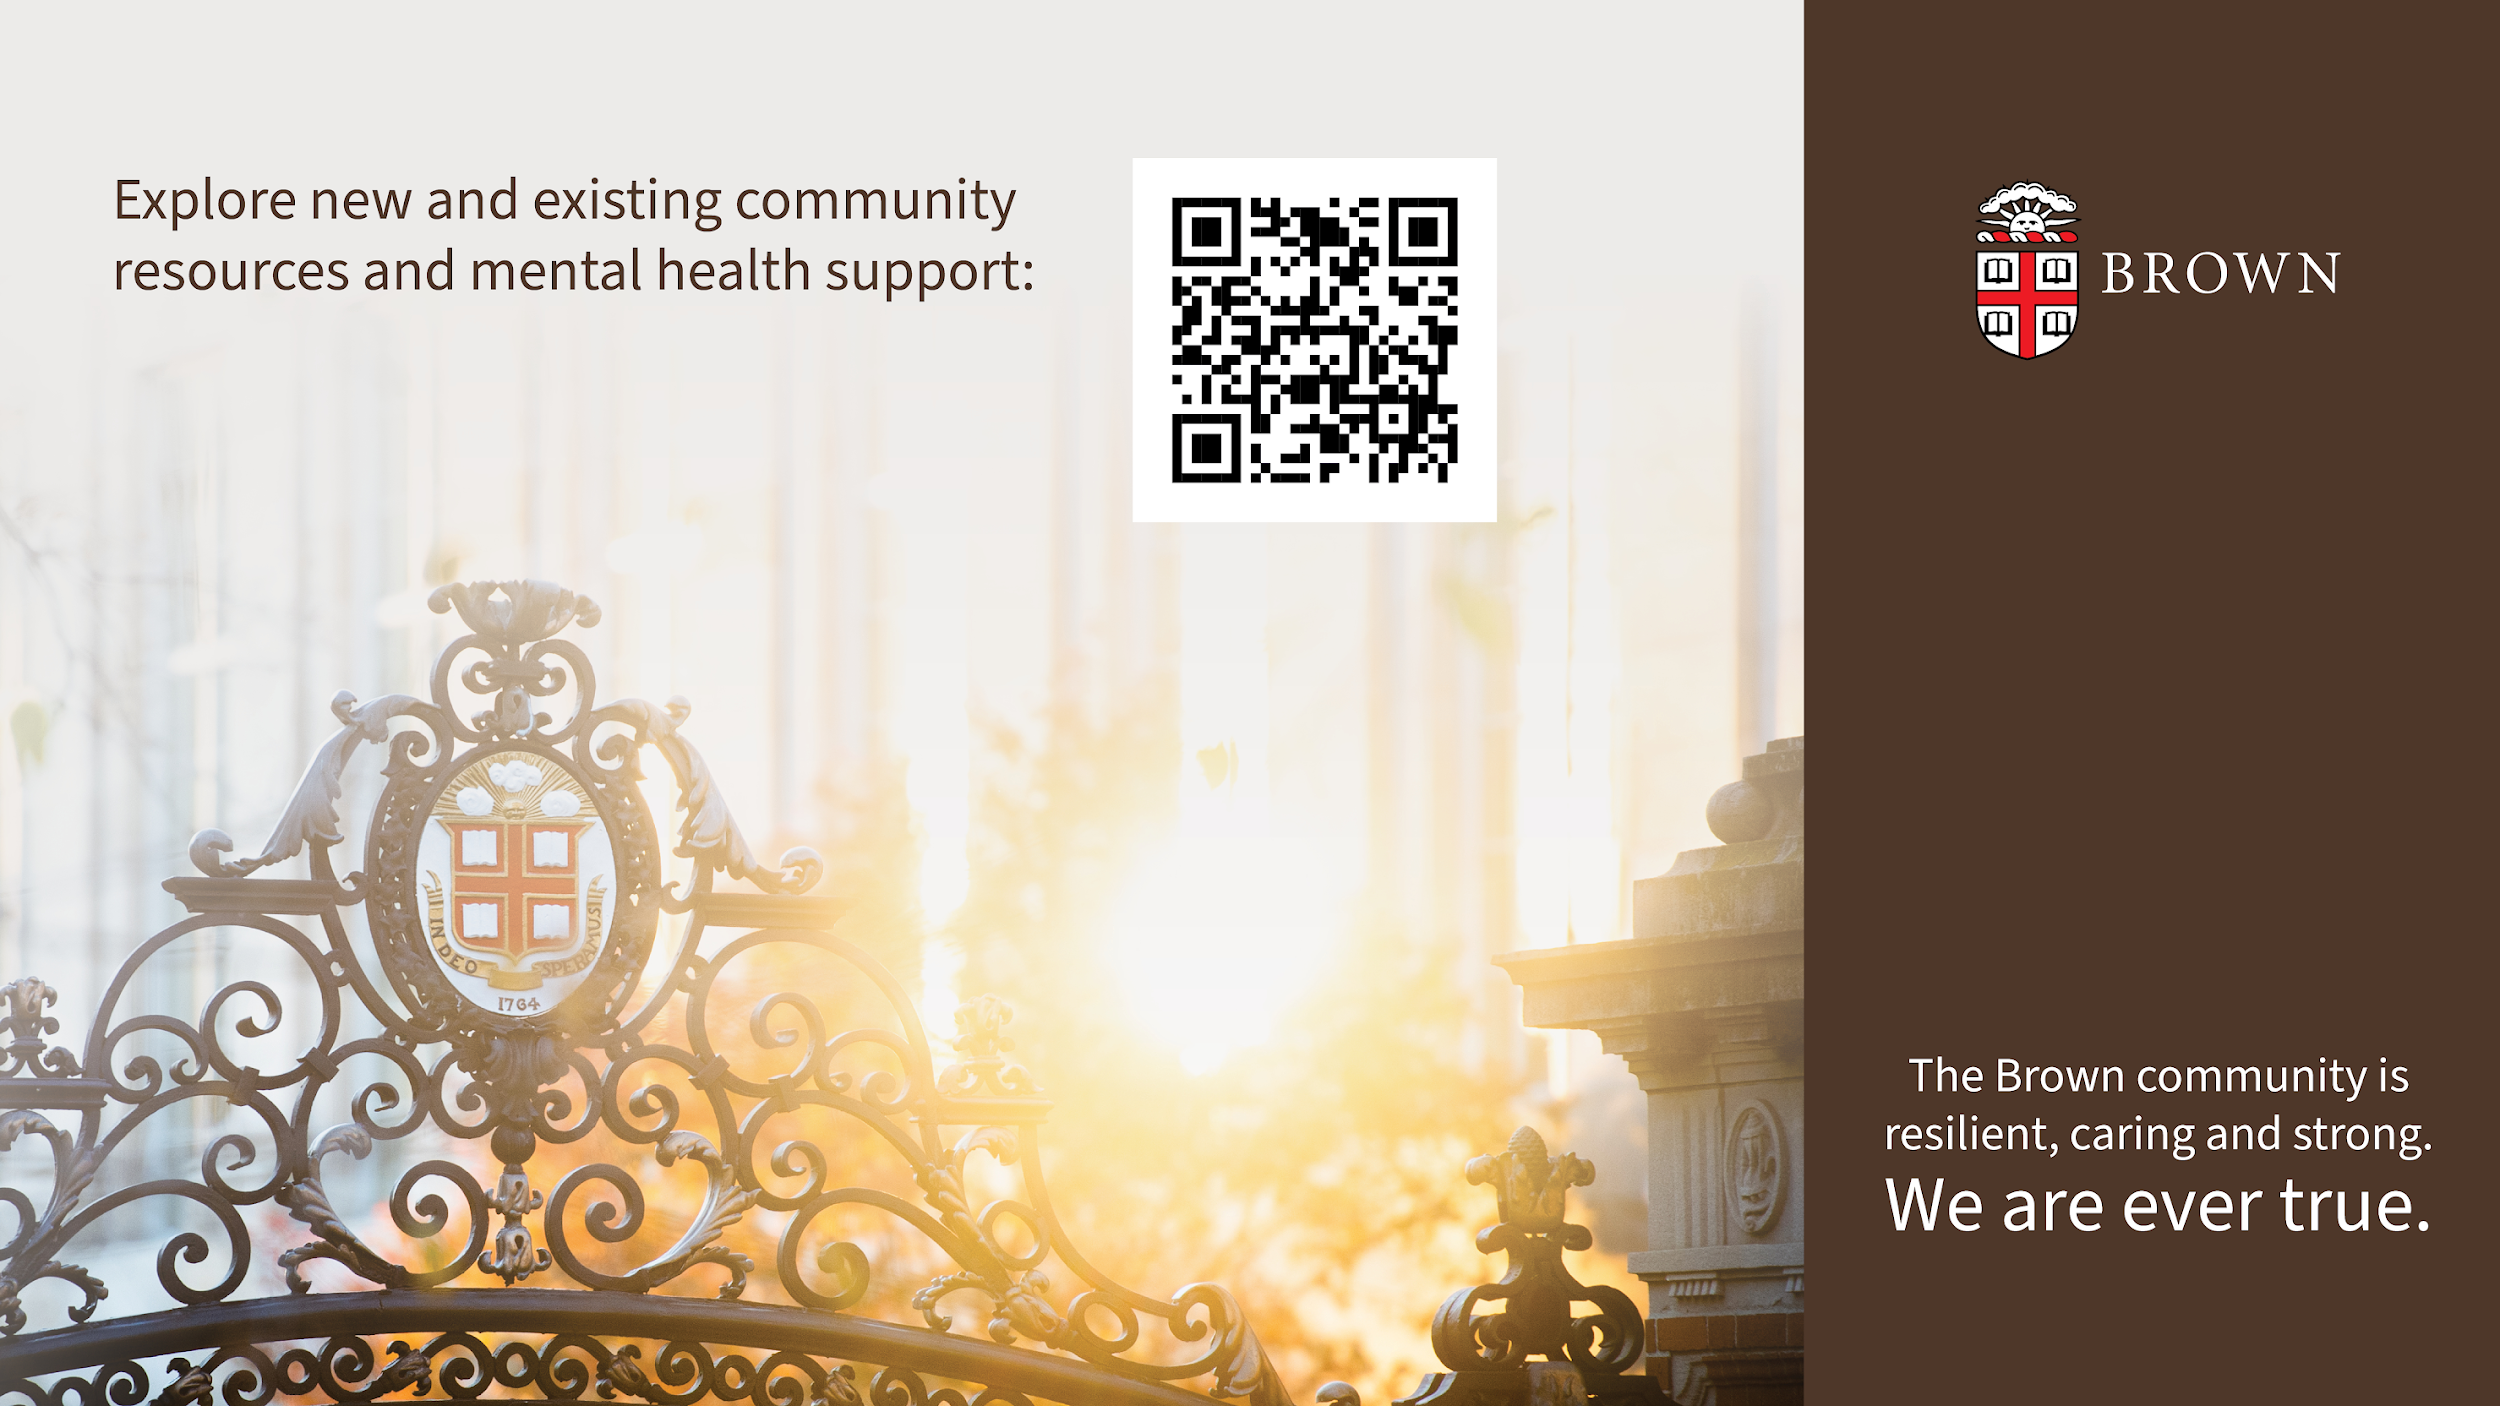 Explore new and existing community
resources and mental health support:
BROWN
IN DEO SPERAMUS
1764
The Brown community is
resilient, caring and strong.
We are ever true.